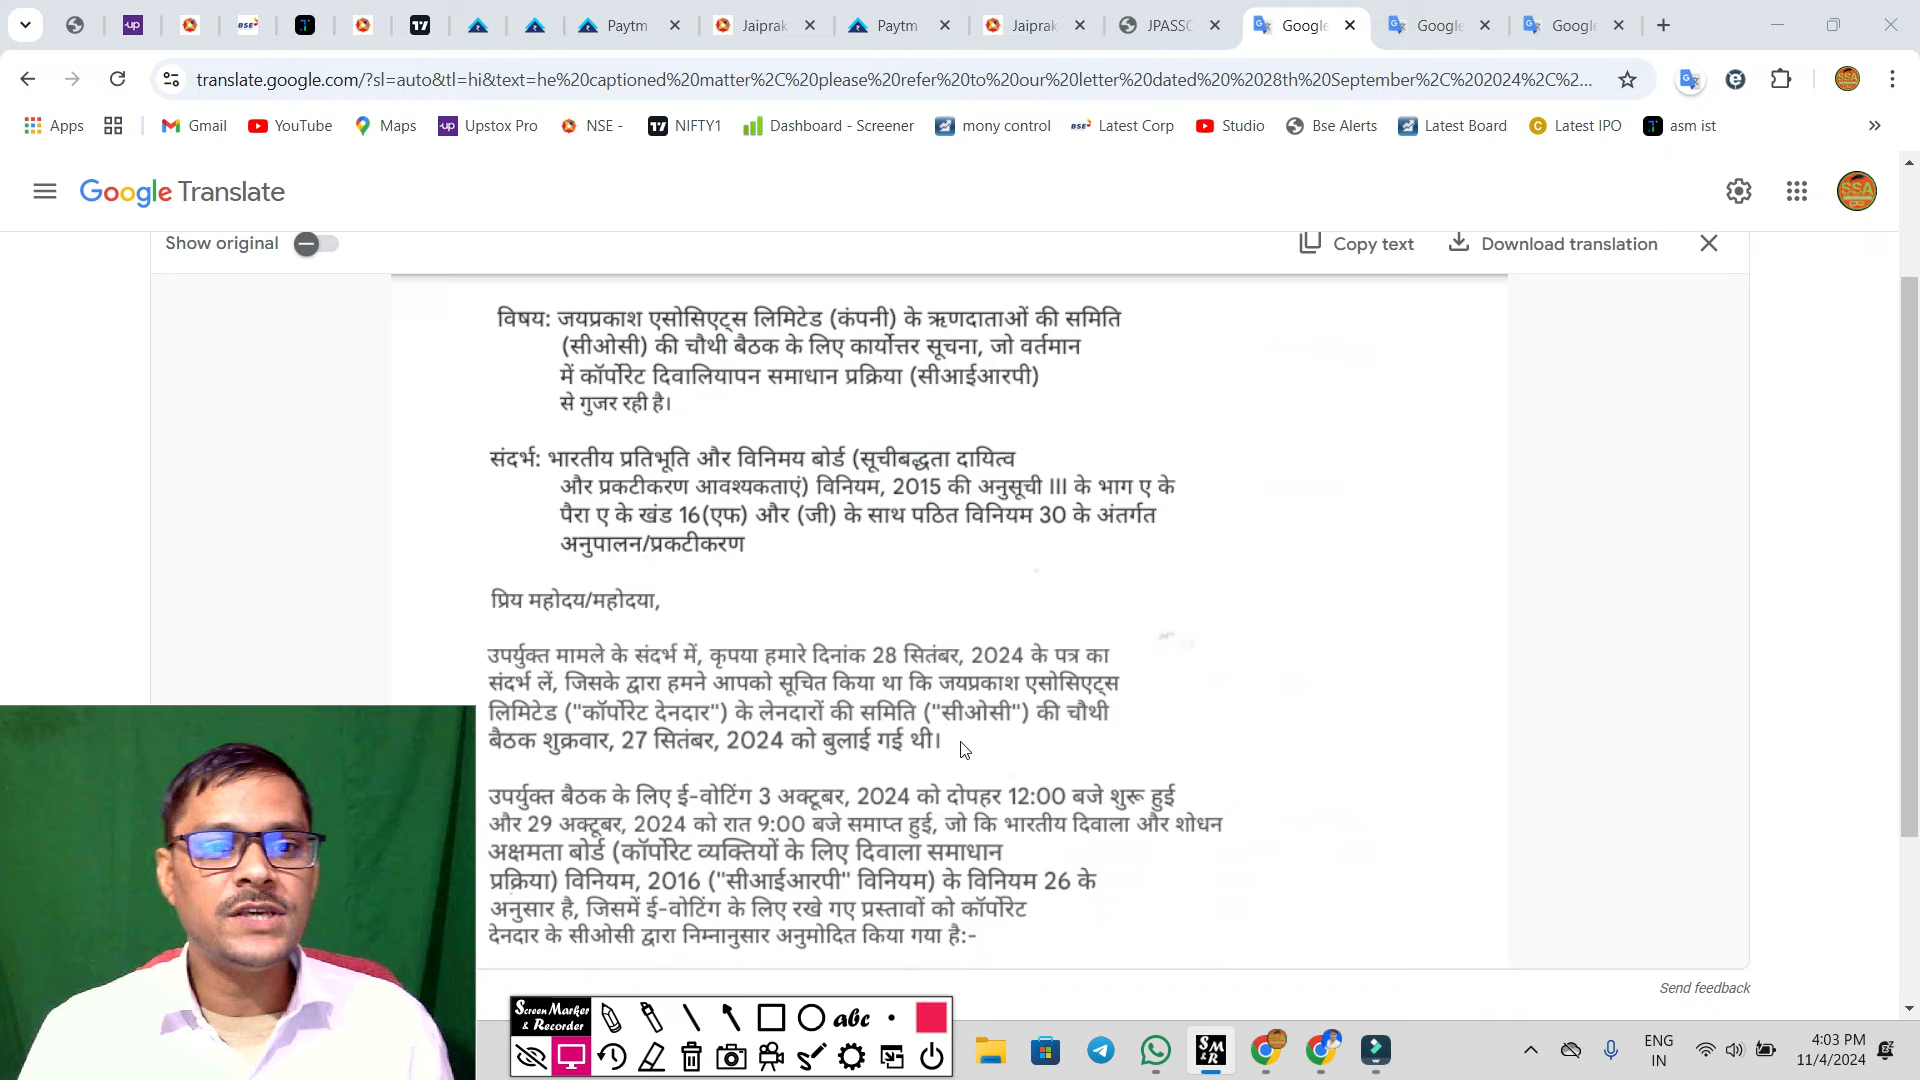 Paytm
Jaiprak
Paytm
Jaiprak
JPASSC
Google
Google
Google
translate.google.com/?sl=auto&tl=hi&text=he%20captioned%20matter%2C%20please%20refer%20to%20our%20letter%20dated%20%2028th%20September%2C%202024%2C%2...
Apps
Gmail
YouTube
Maps
Upstox Pro
NSE -
NIFTY1
Dashboard - Screener
mony control
Latest Corp
Studio
Bse Alerts
Latest Board
Latest IPO
asm ist
Google Translate
SSA
Show original
Copy text
Download translation
विषय: जयप्रकाश एसोसिएट्स लिमिटेड (कंपनी) के ऋणदाताओं की समिति
(सीओसी) की चौथी बैठक के लिए कार्योत्तर सूचना, जो वर्तमान
में कॉर्पोरेट दिवालियापन समाधान प्रक्रिया (सीआईआरपी)
से गुजर रही है।
संदर्भ: भारतीय प्रतिभूति और विनिमय बोर्ड (सूचीबद्धता दायित्व
और प्रकटीकरण आवश्यकताएं) विनियम, 2015 की अनुसूची III के भाग ए के
पैरा ए के खंड 16(एफ) और (जी) के साथ पठित विनियम 30 के अंतर्गत
अनुपालन/प्रकटीकरण
प्रिय महोदय/महोदया,
उपर्युक्त मामले के संदर्भ में, कृपया हमारे दिनांक 28 सितंबर, 2024 के पत्र का
संदर्भ लें, जिसके द्वारा हमने आपको सूचित किया था कि जयप्रकाश एसोसिएट्स
लिमिटेड ("कॉर्पोरेट देनदार") के लेनदारों की समिति ("सीओसी") की चौथी
बैठक शुक्रवार, 27 सितंबर, 2024 को बुलाई गई थी।
उपर्युक्त बैठक के लिए ई-वोटिंग 3 अक्टूबर, 2024 को दोपहर 12:00 बजे शुरू हुई
और 29 अक्टूबर, 2024 को रात 9:00 बजे समाप्त हुई, जो कि भारतीय दिवाला और शोधन
अक्षमता बोर्ड (कॉर्पोरेट व्यक्तियों के लिए दिवाला समाधान
प्रक्रिया) विनियम, 2016 ("सीआईआरपी" विनियम) के विनियम 26 के
अनुसार है, जिसमें ई-वोटिंग के लिए रखे गए प्रस्तावों को कॉर्पोरेट
देनदार के सीओसी द्वारा निम्नानुसार अनुमोदित किया गया है:-
Send feedback
Screen Marker
& Recorder
abc
ENG
IN
4:03 PM
11/4/2024